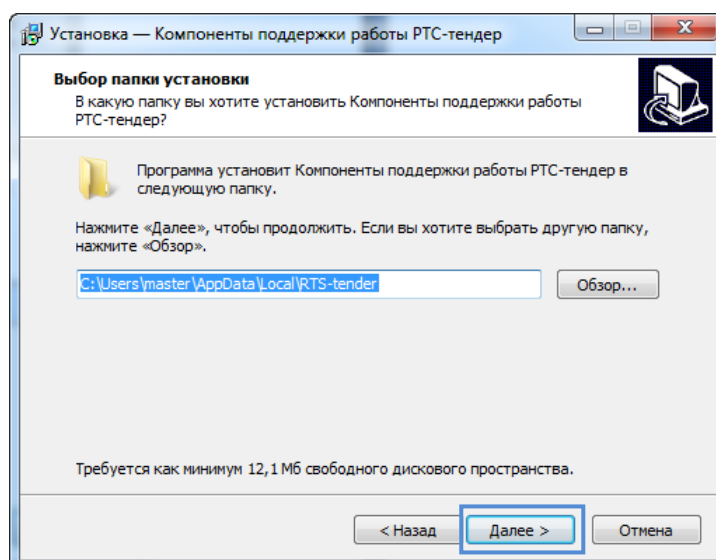 Установка — Компоненты поддержки работы РТС-тендер
Выбор папки установки
В какую папку вы хотите установить Компоненты поддержки работы
РТС-тендер?
Программа установит Компоненты поддержки работы РТС-тендер в
следующую папку.
Нажмите «Далее», чтобы продолжить. Если вы хотите выбрать другую папку,
нажмите «Обзор».
C:\Users\master\AppData\Local\RTS-tender
Обзор...
Требуется как минимум 12,1 Мб свободного дискового пространства.
< Назад
Далее >
Отмена